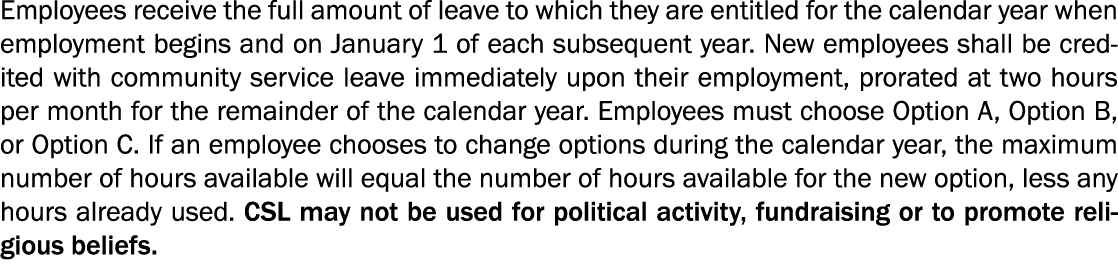 Employees receive the full amount of leave to which they are entitled for the calendar year when
employment begins and on January 1 of each subsequent year. New employees shall be cred-
ited with community service leave immediately upon their employment, prorated at two hours
per month for the remainder of the calendar year. Employees must choose Option A, Option B,
or Option C. If an employee chooses to change options during the calendar year, the maximum
number of hours available will equal the number of hours available for the new option, less any
hours already used. CSL may not be used for political activity, fundraising or to promote reli-
gious beliefs.